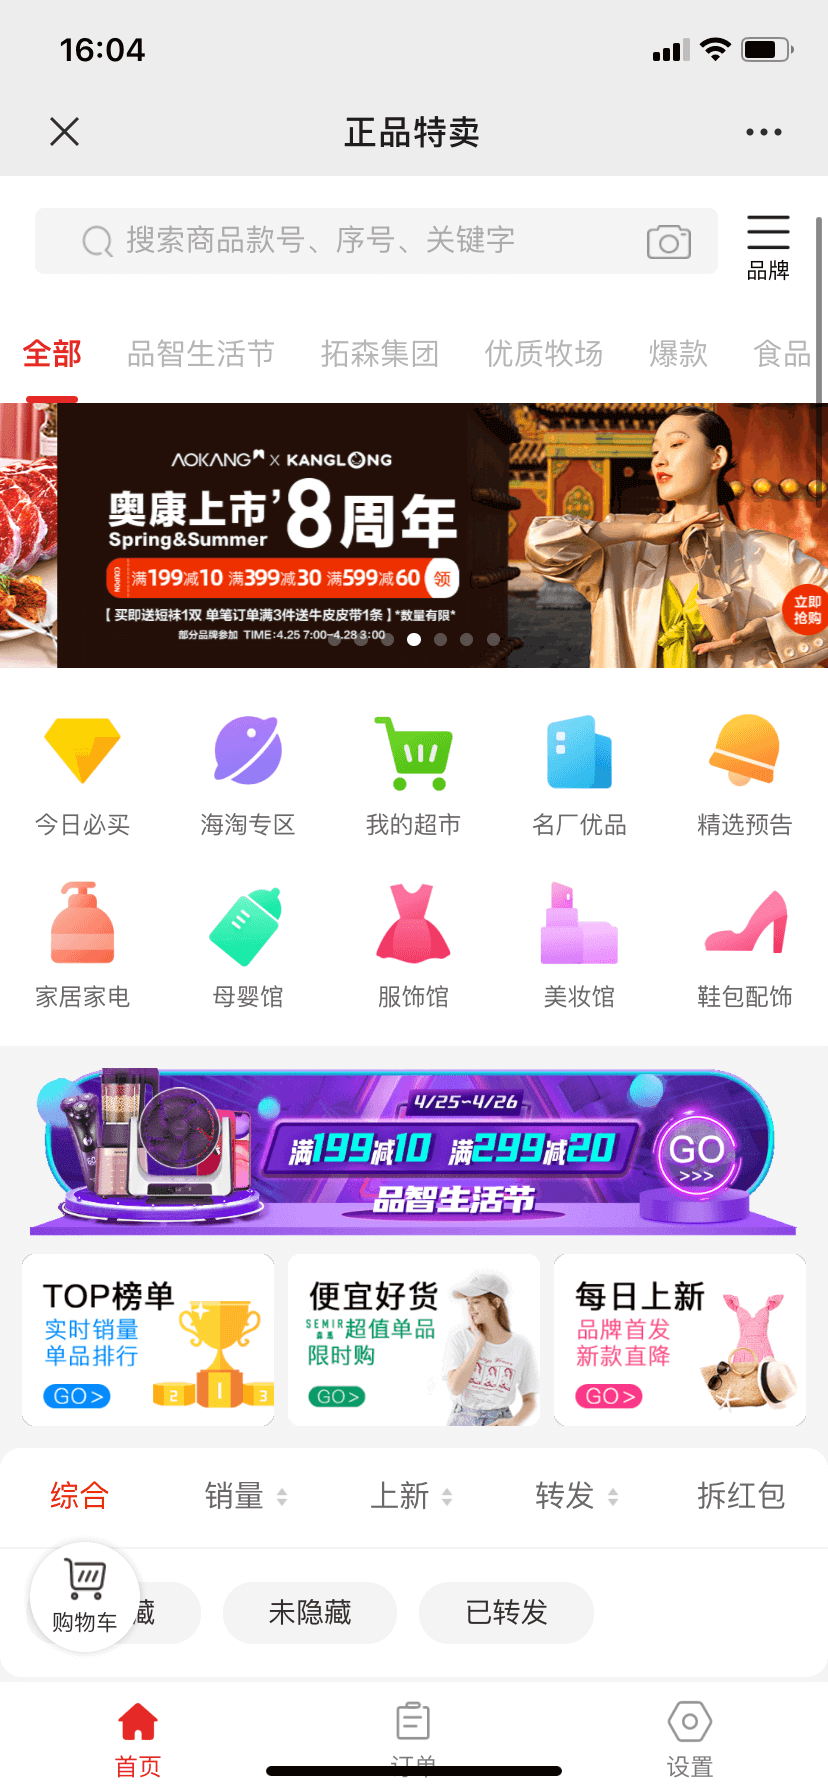 16:04
正品特卖
搜索商品款号、序号、关键字
品牌
全部 品智生活节 拓森集团 优质牧场 爆款 食品
AOKANG X KANGLONG
奥康上市'8周年
Spring&Summer
COUPON 满199减10 满399减30 满599减60 领
【买即送短袜1双 单笔订单满3件送牛皮皮带1条】*数量有限*
部分品牌参加 TIME:4.25 7:00-4.28 3:00
立即
抢购
今日必买 海淘专区 我的超市 名厂优品 精选预告
家居家电 母婴馆 服饰馆 美妆馆 鞋包配饰
4/25~4/26
满199减10 满299减20
GO
>>>
品智生活节
TOP榜单
实时销量
单品排行
GO>
2 1 3
便宜好货
SEMIR
森马
超值单品
限时购
GO>
每日上新
品牌首发
新款直降
GO>
综合 销量 上新 转发 拆红包
购物车
藏 未隐藏 已转发
首页 订单 设置